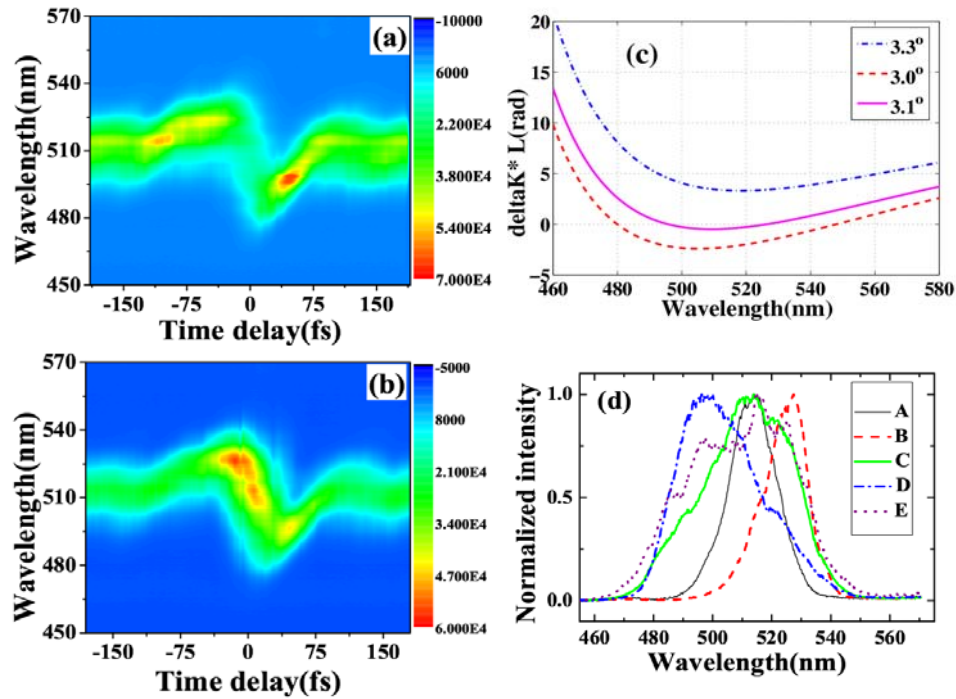 570
540
510
480
450
Wavelength(nm)
-150
-75
0
75
150
Time delay(fs)
(a)
-10000
6000
2.200E4
3.800E4
5.400E4
7.000E4
20
15
10
5
0
−5
deltaK* L(rad)
460
480
500
520
540
560
580
Wavelength(nm)
(c)
3.3°
3.0°
3.1°
570
540
510
480
450
Wavelength(nm)
-150
-75
0
75
150
Time delay(fs)
(b)
-5000
8000
2.100E4
3.400E4
4.700E4
6.000E4
1.0
0.5
0.0
Normalized intensity
460
480
500
520
540
560
Wavelength(nm)
(d)
A
B
C
D
E